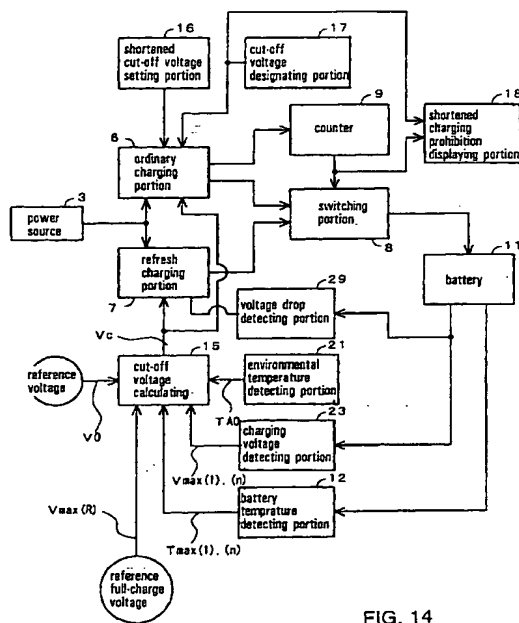 16
shortened
cut-off voltage
setting portion
17
cut-off
voltage
designating portion
9
counter
18
shortened
charging
prohibition
displaying portion
6
ordinary
charging
portion
3
power
source
switching
portion
8
11
battery
refresh
charging
portion
7
29
voltage drop
detecting portion
Vc
15
cut-off
voltage
calculating
21
environmental
temperature
detecting portion
reference
voltage
V0
TA0
23
charging
voltage
detecting portion
Vmax(1), (n)
12
battery
temprature
detecting portion
Vmax(R)
Tmax(1), (n)
reference
full-charge
voltage
FIG. 14